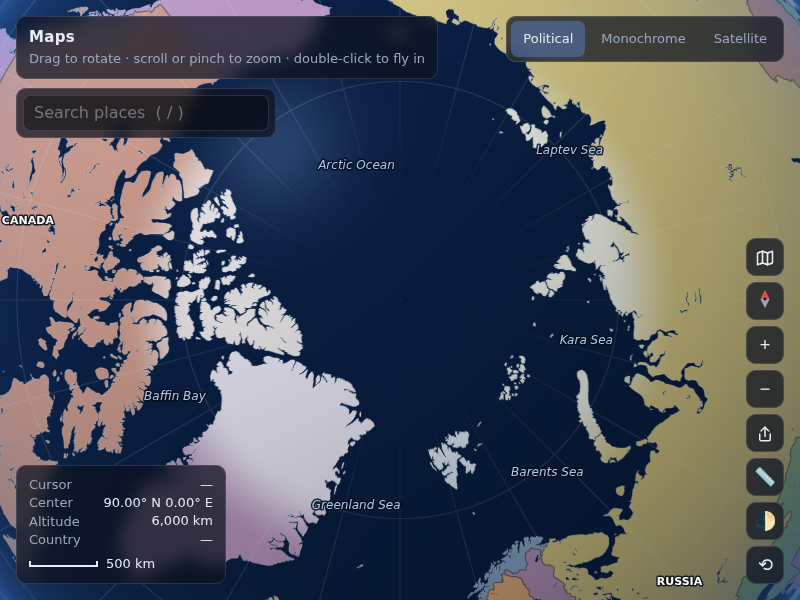 Maps
Drag to rotate · scroll or pinch to zoom · double-click to fly in
Political
Monochrome
Satellite
Search places  ( / )
Laptev Sea
Arctic Ocean
CANADA
Kara Sea
+
Baffin Bay
−
Barents Sea
Greenland Sea
Cursor —
Center 90.00° N 0.00° E
Altitude 6,000 km
Country —
500 km
RUSSIA